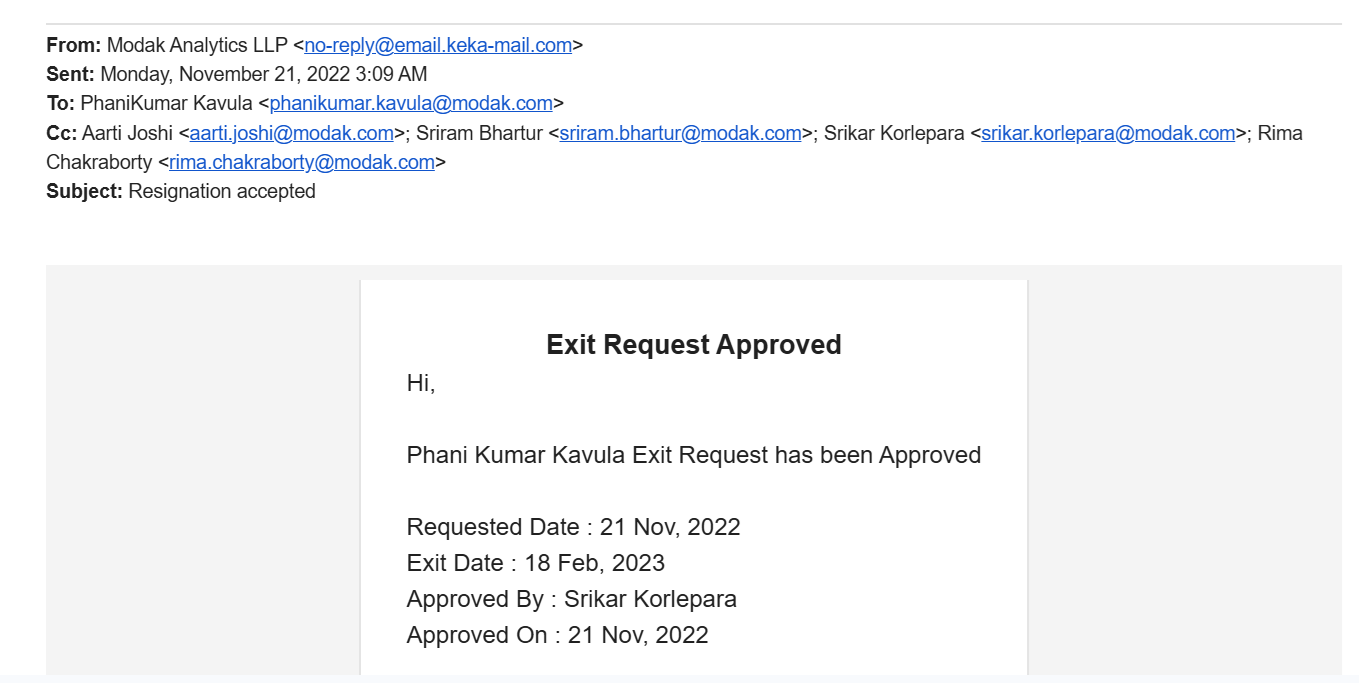 From: Modak Analytics LLP <no-reply@email.keka-mail.com>
Sent: Monday, November 21, 2022 3:09 AM
To: PhaniKumar Kavula <phanikumar.kavula@modak.com>
Cc: Aarti Joshi <aarti.joshi@modak.com>; Sriram Bhartur <sriram.bhartur@modak.com>; Srikar Korlepara <srikar.korlepara@modak.com>; Rima
Chakraborty <rima.chakraborty@modak.com>
Subject: Resignation accepted
Exit Request Approved
Hi,
Phani Kumar Kavula Exit Request has been Approved
Requested Date : 21 Nov, 2022
Exit Date : 18 Feb, 2023
Approved By : Srikar Korlepara
Approved On : 21 Nov, 2022